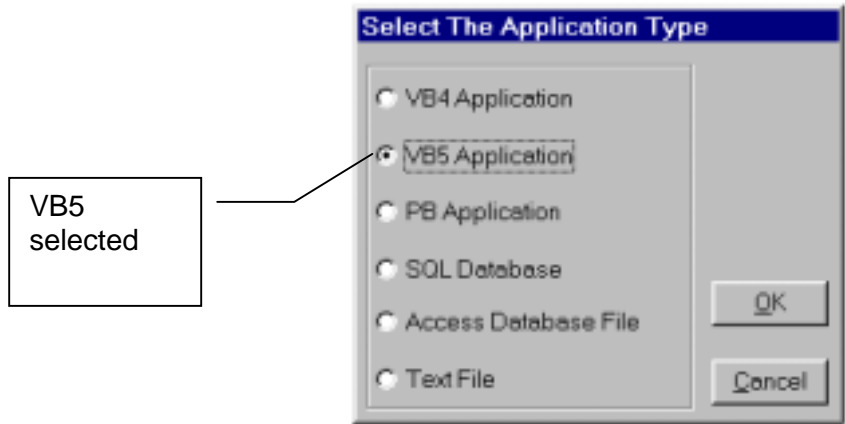 Select The Application Type
VB4 Application
VB5 Application
PB Application
SQL Database
Access Database File
Text File
OK
Cancel
VB5
selected